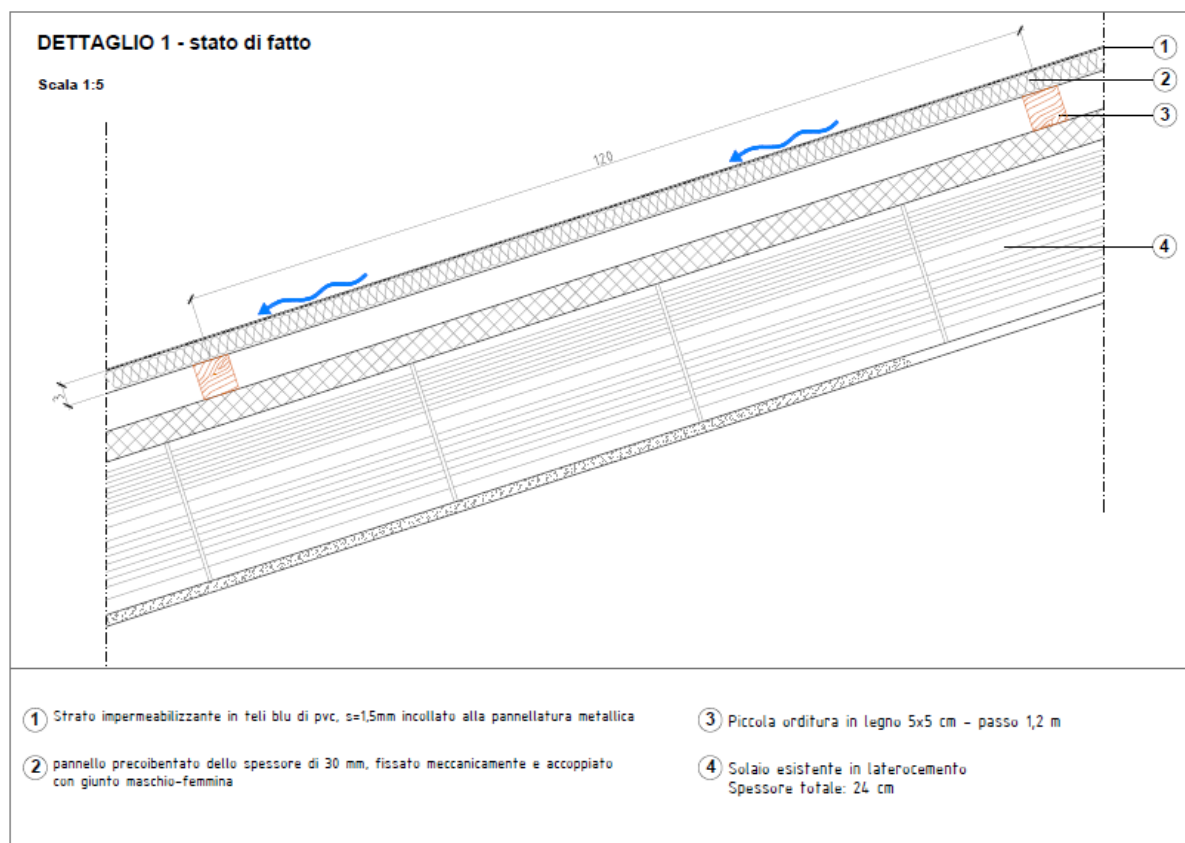 DETTAGLIO 1 - stato di fatto
Scala 1:5
1
2
3
120
4
3
1 Strato impermeabilizzante in teli blu di pvc, s=1,5mm incollato alla pannellatura metallica
2 pannello precoibentato dello spessore di 30 mm, fissato meccanicamente e accoppiato
con giunto maschio-femmina
3 Piccola orditura in legno 5x5 cm - passo 1,2 m
4 Solaio esistente in laterocemento
Spessore totale: 24 cm